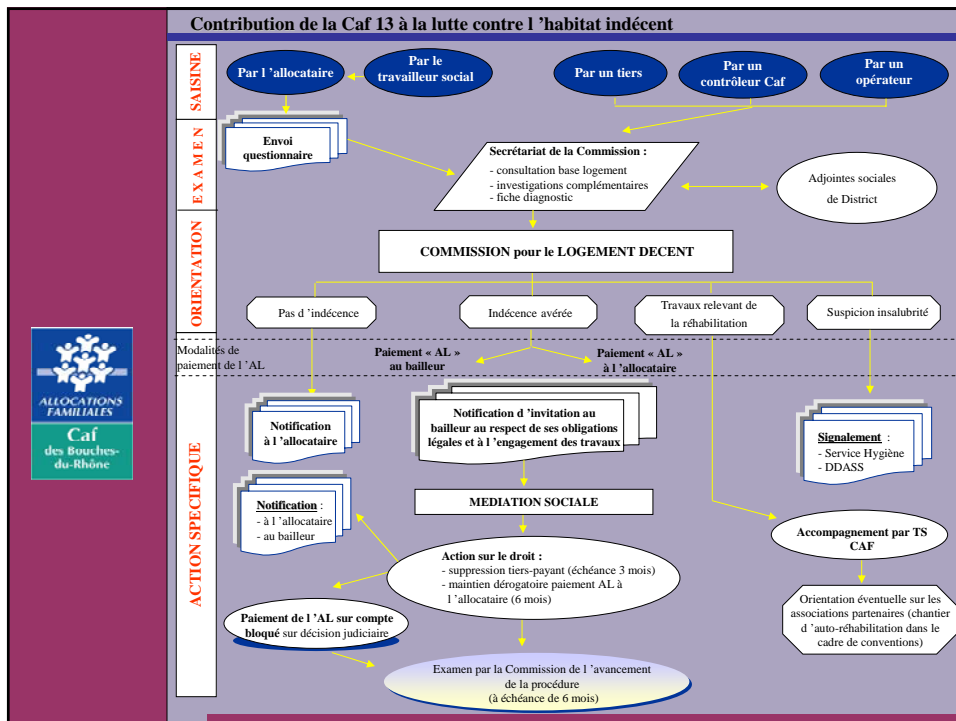 Contribution de la Caf 13 à la lutte contre l 'habitat indécent
SAISINE
Par l 'allocataire
Par le
travailleur social
Par un tiers
Par un
contrôleur Caf
Par un
opérateur
EXAMEN
Envoi
questionnaire
Secrétariat de la Commission :
- consultation base logement
- investigations complémentaires
- fiche diagnostic
Adjointes sociales
de District
ORIENTATION
COMMISSION pour le LOGEMENT DECENT
Pas d 'indécence
Indécence avérée
Travaux relevant de
la réhabilitation
Suspicion insalubrité
Modalités de
paiement de l 'AL
Paiement « AL »
au bailleur
Paiement «AL »
à l 'allocataire
ACTION SPECIFIQUE
ALLOCATIONS
FAMILIALES
Caf
des Bouches-
du-Rhône
Notification
à l 'allocataire
Notification d 'invitation au
bailleur au respect de ses obligations
légales et à l 'engagement des travaux
Signalement :
- Service Hygiène
- DDASS
Notification :
- à l 'allocataire
- au bailleur
MEDIATION SOCIALE
Accompagnement par TS
CAF
Action sur le droit :
- suppression tiers-payant (échéance 3 mois)
- maintien dérogatoire paiement AL à
l 'allocataire (6 mois)
Orientation éventuelle sur les
associations partenaires (chantier
d 'auto-réhabilitation dans le
cadre de conventions)
Paiement de l 'AL sur compte
bloqué sur décision judiciaire
Examen par la Commission de l 'avancement
de la procédure
(à échéance de 6 mois)